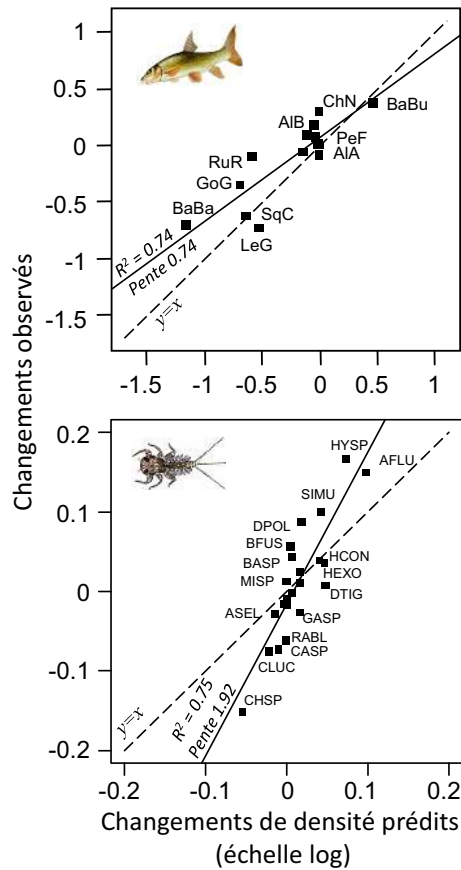 Changements observés
1
0.5
0
-0.5
-1
-1.5
ChN
AlB
BaBu
PeF
AlA
RuR
GoG
BaBa
SqC
LeG
R² = 0.74
Pente 0.74
y=x
-1.5
-1
-0.5
0
0.5
1
0.2
0.1
0
-0.1
-0.2
HYSP
AFLU
SIMU
DPOL
BFUS
BASP
HCON
HEXO
MISP
DTIG
ASEL
GASP
RABL
CASP
CLUC
CHSP
y=x
R² = 0.75
Pente 1.92
-0.2
-0.1
0
0.1
0.2
Changements de densité prédits
(échelle log)